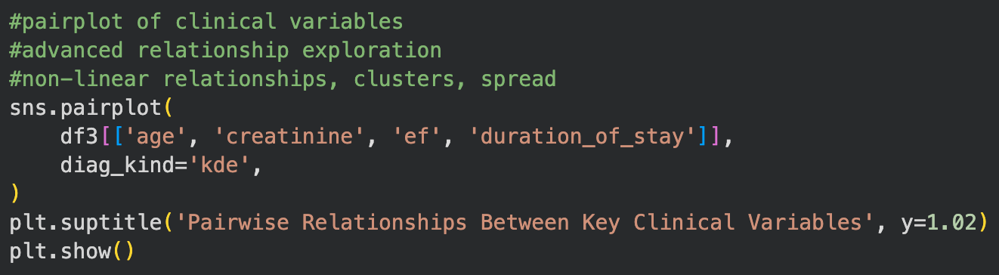 #pairplot of clinical variables
#advanced relationship exploration
#non-linear relationships, clusters, spread
sns.pairplot(
    df3[['age', 'creatinine', 'ef', 'duration_of_stay']],
    diag_kind='kde',
)
plt.suptitle('Pairwise Relationships Between Key Clinical Variables', y=1.02)
plt.show()